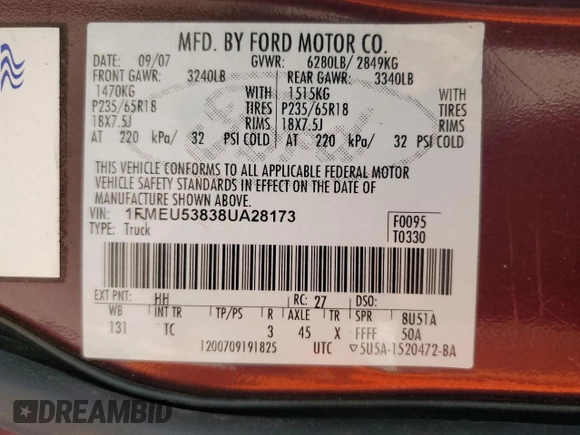 MFD. BY FORD MOTOR CO.
DATE: 09/07 GVWR: 6280LB/ 2849KG
FRONT GAWR: 3240LB REAR GAWR: 3340LB
1470KG WITH 1515KG WITH
P235/65R18 TIRES P235/65R18 TIRES
18X7.5J RIMS 18X7.5J RIMS
AT 220 kPa/ 32 PSI COLD AT 220 kPa/ 32 PSI COLD
THIS VEHICLE CONFORMS TO ALL APPLICABLE FEDERAL MOTOR
VEHICLE SAFETY STANDARDS IN EFFECT ON THE DATE OF
MANUFACTURE SHOWN ABOVE.
VIN: 1FMEU53838UA28173 F0095
TYPE: Truck T0330
EXT PNT: HH RC: 27 DSO:
WB INT TR TP/PS R AXLE TR SPR 8U51A
131 TC 3 45 X FFFF 50A
1200709191825 UTC ▽5U5A-1520472-BA
DREAMBID